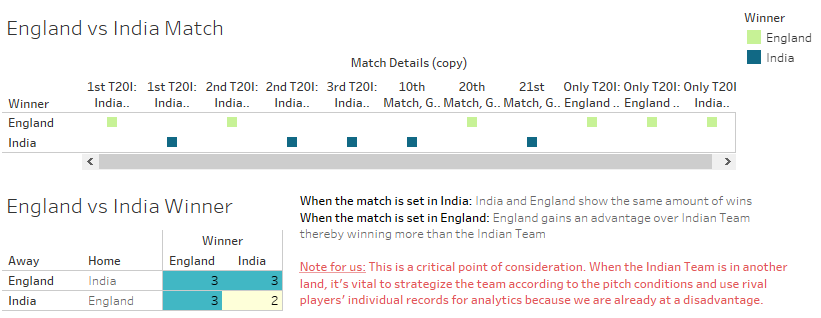 England vs India Match
Winner
England
India
Match Details (copy)
1st T20I: 1st T20I: 2nd T20I: 2nd T20I: 3rd T20I: 10th 20th 21st Only T20I: Only T20I: Only T20I
Winner India.. India.. India.. India.. India.. Match, G.. Match, G.. Match, G.. England .. England .. India..
England
India
England vs India Winner
Winner
Away Home England India
England India 3 3
India England 3 2
When the match is set in India: India and England show the same amount of wins
When the match is set in England: England gains an advantage over Indian Team
thereby winning more than the Indian Team
Note for us: This is a critical point of consideration. When the Indian Team is in another
land, it's vital to strategize the team according to the pitch conditions and use rival
players' individual records for analytics because we are already at a disadvantage.